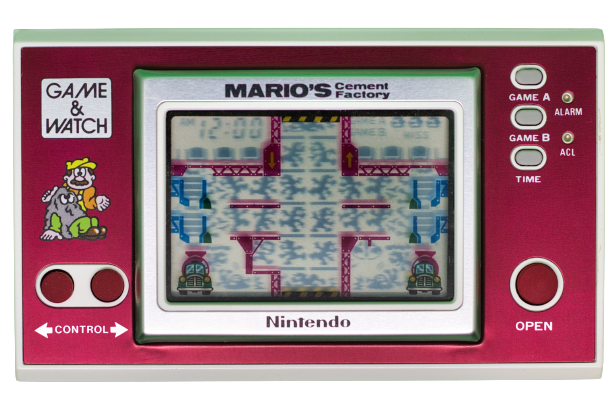 GAME
&
WATCH
MARIO'S Cement
Factory
GAME A
ALARM
GAME B
ACL
TIME
12:00
Nintendo
CONTROL
OPEN